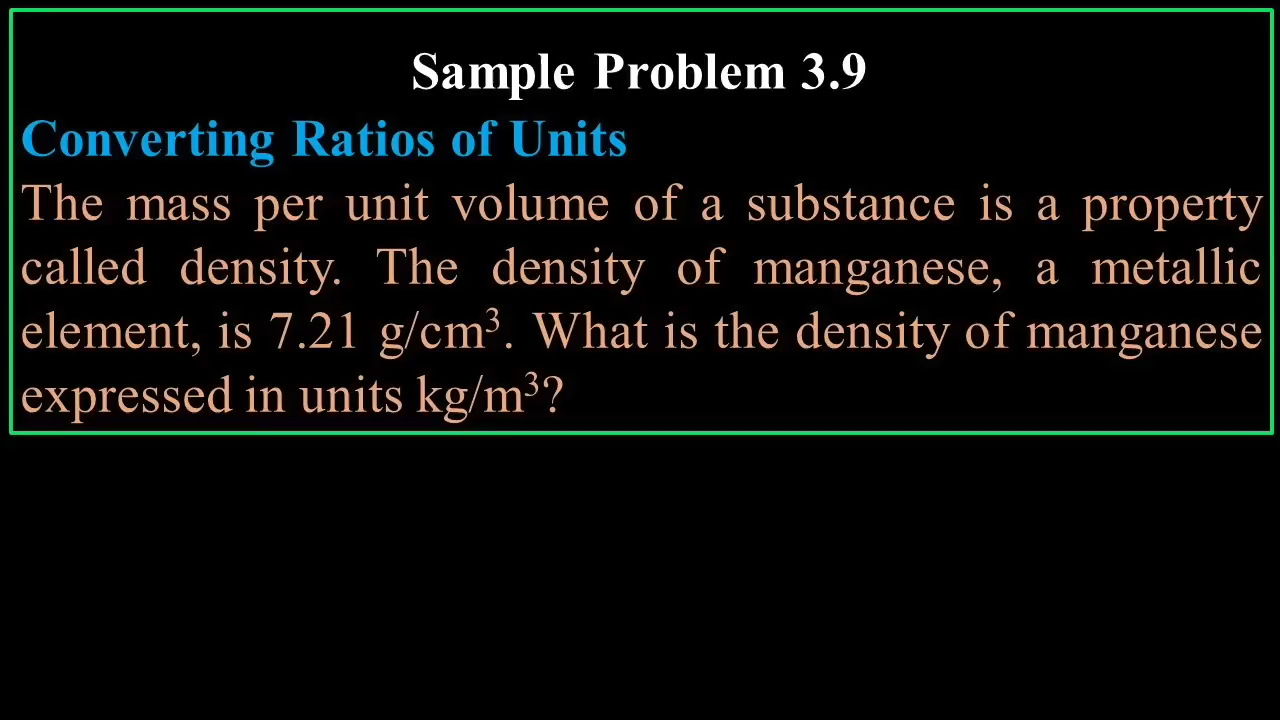 Sample Problem 3.9
Converting Ratios of Units
The mass per unit volume of a substance is a property
called density. The density of manganese, a metallic
element, is 7.21 g/cm³. What is the density of manganese
expressed in units kg/m³?